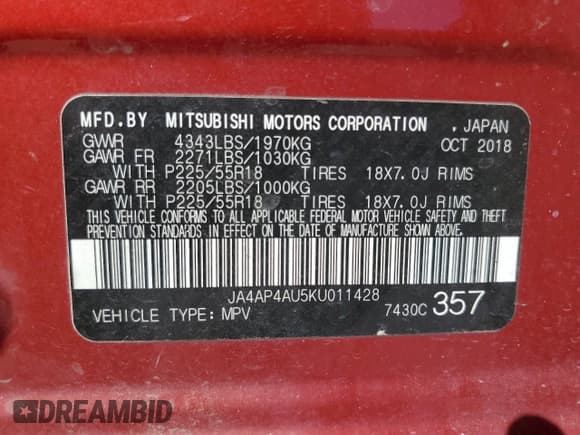 MFD.BY MITSUBISHI MOTORS CORPORATION , JAPAN
GVWR 4343LBS/1970KG OCT 2018
GAWR FR 2271LBS/1030KG
WITH P225/55R18 TIRES 18X7.0J RIMS
GAWR RR 2205LBS/1000KG
WITH P225/55R18 TIRES 18X7.0J RIMS
THIS VEHICLE CONFORMS TO ALL APPLICABLE FEDERAL MOTOR VEHICLE SAFETY AND THEFT
PREVENTION STANDARDS IN EFFECT ON THE DATE OF MANUFACTURE SHOWN ABOVE.
JA4AP4AU5KU011428
VEHICLE TYPE:MPV 7430C 357
DREAMBID